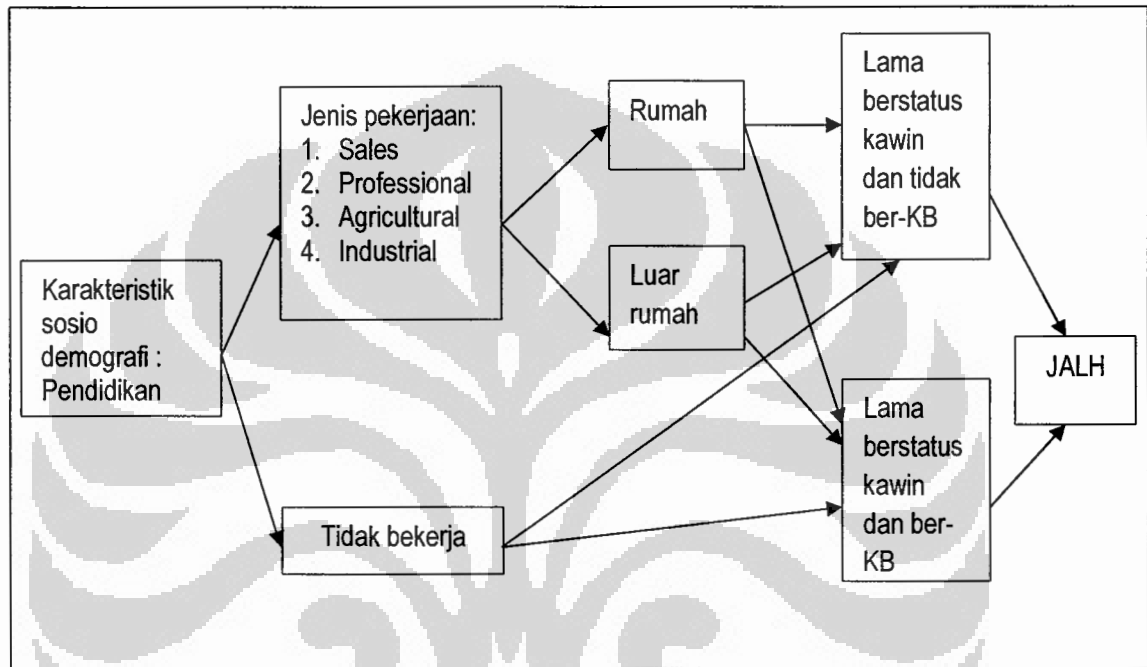 Karakteristik
sosio
demografi :
Pendidikan
Jenis pekerjaan:
1. Sales
2. Professional
3. Agricultural
4. Industrial
Tidak bekerja
Rumah
Luar
rumah
Lama
berstatus
kawin
dan tidak
ber-KB
Lama
berstatus
kawin
dan ber-
KB
JALH